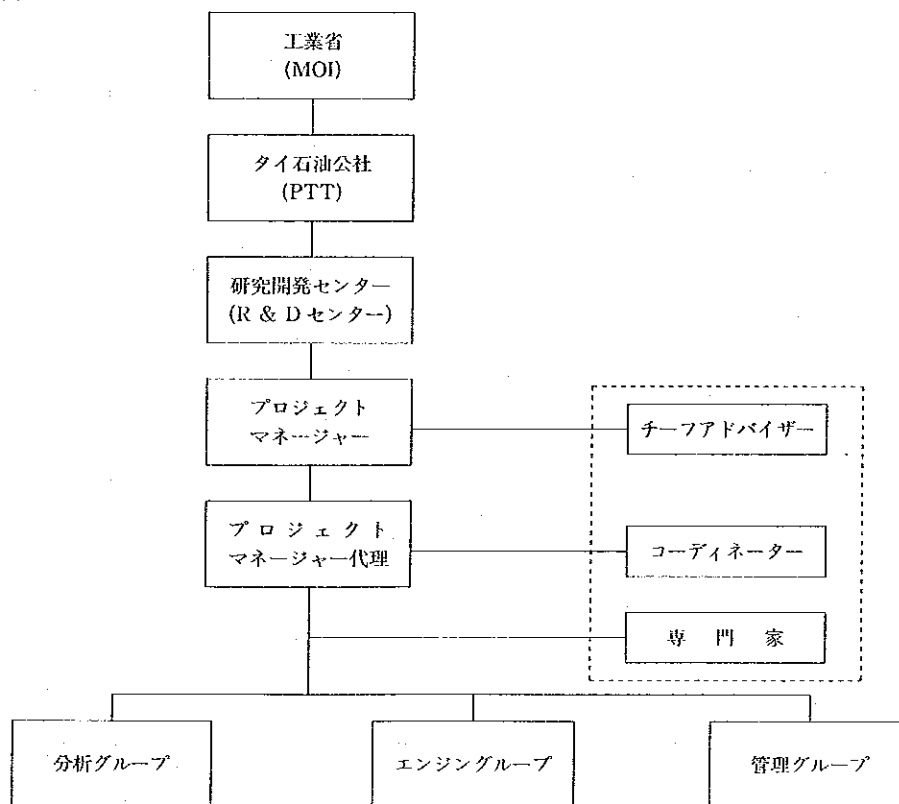 工業省
(MOI)
タイ石油公社
(PTT)
研究開発センター
(R & D センター)
プロジェクト
マネージャー
チーフアドバイザー
プロジェクト
マネージャー代理
コーディネーター
専門家
分析グループ
エンジングループ
管理グループ